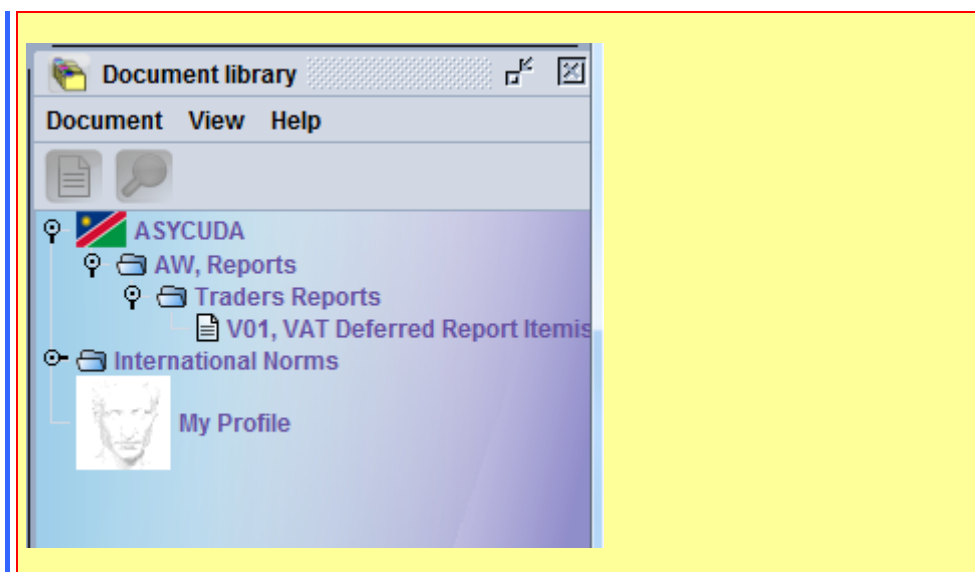 Document library
Document View Help
ASYCUDA
AW, Reports
Traders Reports
V01, VAT Deferred Report Itemis
International Norms
My Profile